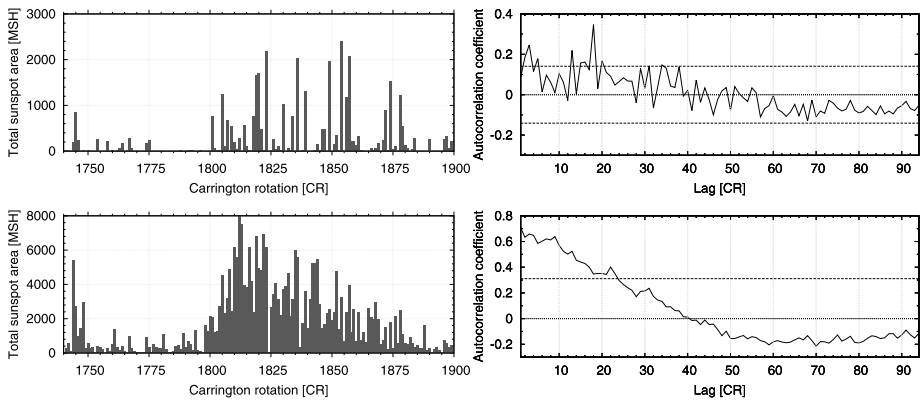 Total sunspot area [MSH]
3000
2000
1000
0
1750 1775 1800 1825 1850 1875 1900
Carrington rotation [CR]
Autocorrelation coefficient
0.4
0.2
0
-0.2
10 20 30 40 50 60 70 80 90
Lag [CR]
Total sunspot area [MSH]
8000
6000
4000
2000
0
1750 1775 1800 1825 1850 1875 1900
Carrington rotation [CR]
Autocorrelation coefficient
0.8
0.6
0.4
0.2
0
-0.2
10 20 30 40 50 60 70 80 90
Lag [CR]